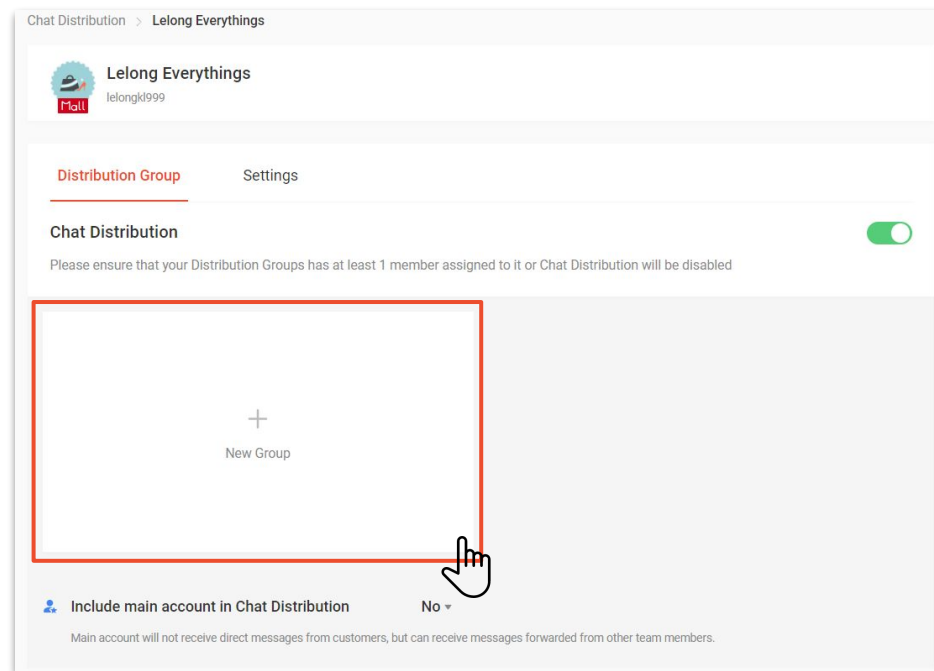 Chat Distribution > Lelong Everythings
Lelong Everythings
lelongkl999
Mall
Distribution Group Settings
Chat Distribution
Please ensure that your Distribution Groups has at least 1 member assigned to it or Chat Distribution will be disabled
New Group
Include main account in Chat Distribution No
Main account will not receive direct messages from customers, but can receive messages forwarded from other team members.